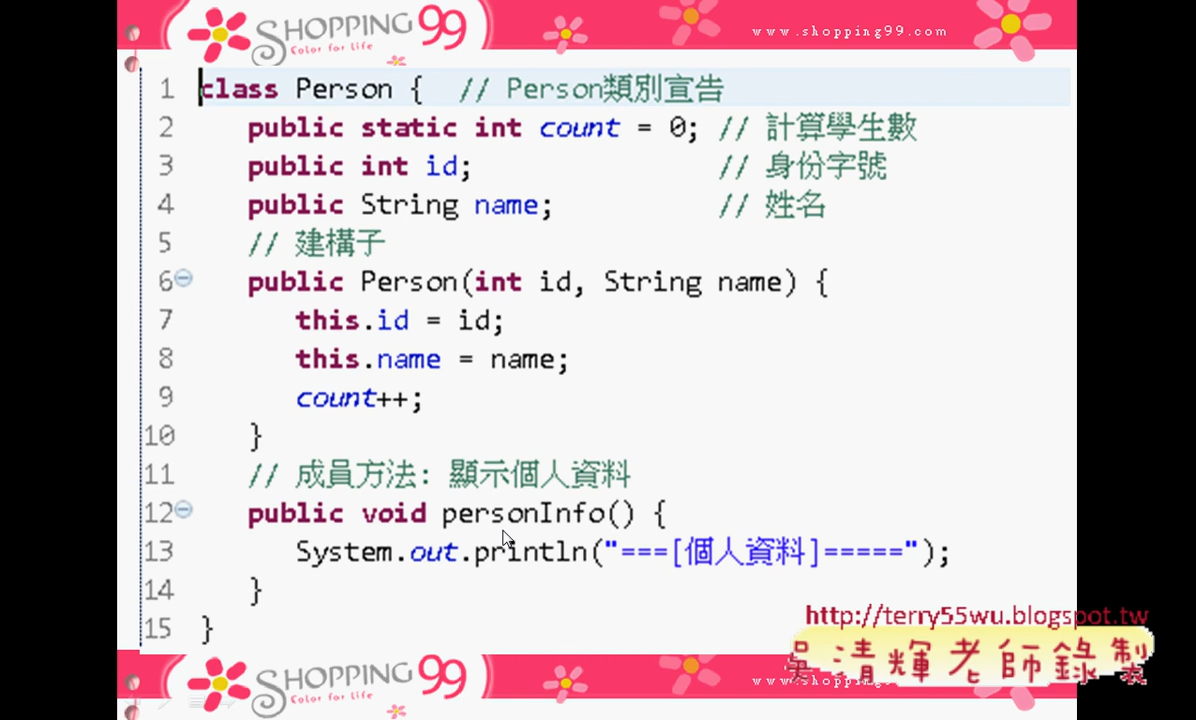 SHOPPING 99
Color for Life
www.shopping99.com
1 class Person {  // Person類別宣告
2    public static int count = 0; // 計算學生數
3    public int id;                // 身份字號
4    public String name;           // 姓名
5    // 建構子
6    public Person(int id, String name) {
7       this.id = id;
8       this.name = name;
9       count++;
10    }
11    // 成員方法: 顯示個人資料
12    public void personInfo() {
13       System.out.println("===[個人資料]=====");
14    }
15 }
http://terry55wu.blogspot.tw
吳清輝老師錄製
SHOPPING 99
Color for Life